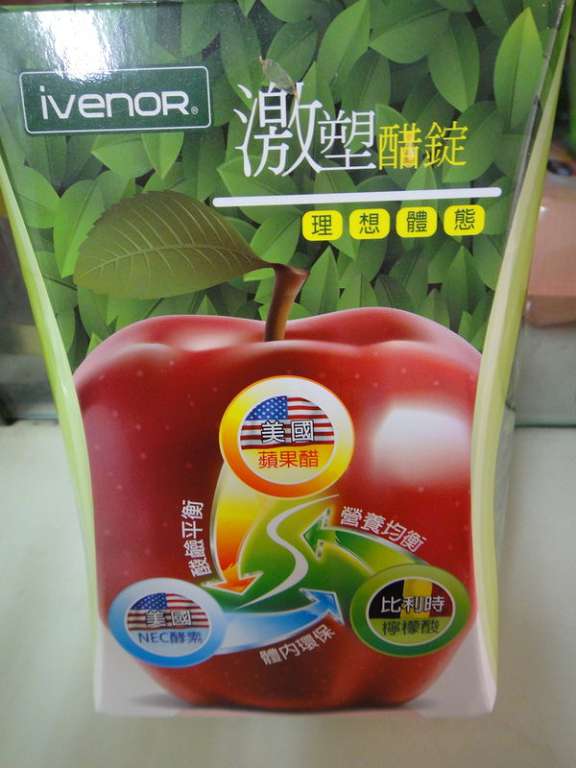 ivenor®
激塑醋錠
理想體態
美國
蘋果醋
酸鹼平衡
營養均衡
美國
NEC酵素
比利時
檸檬酸
體內環保